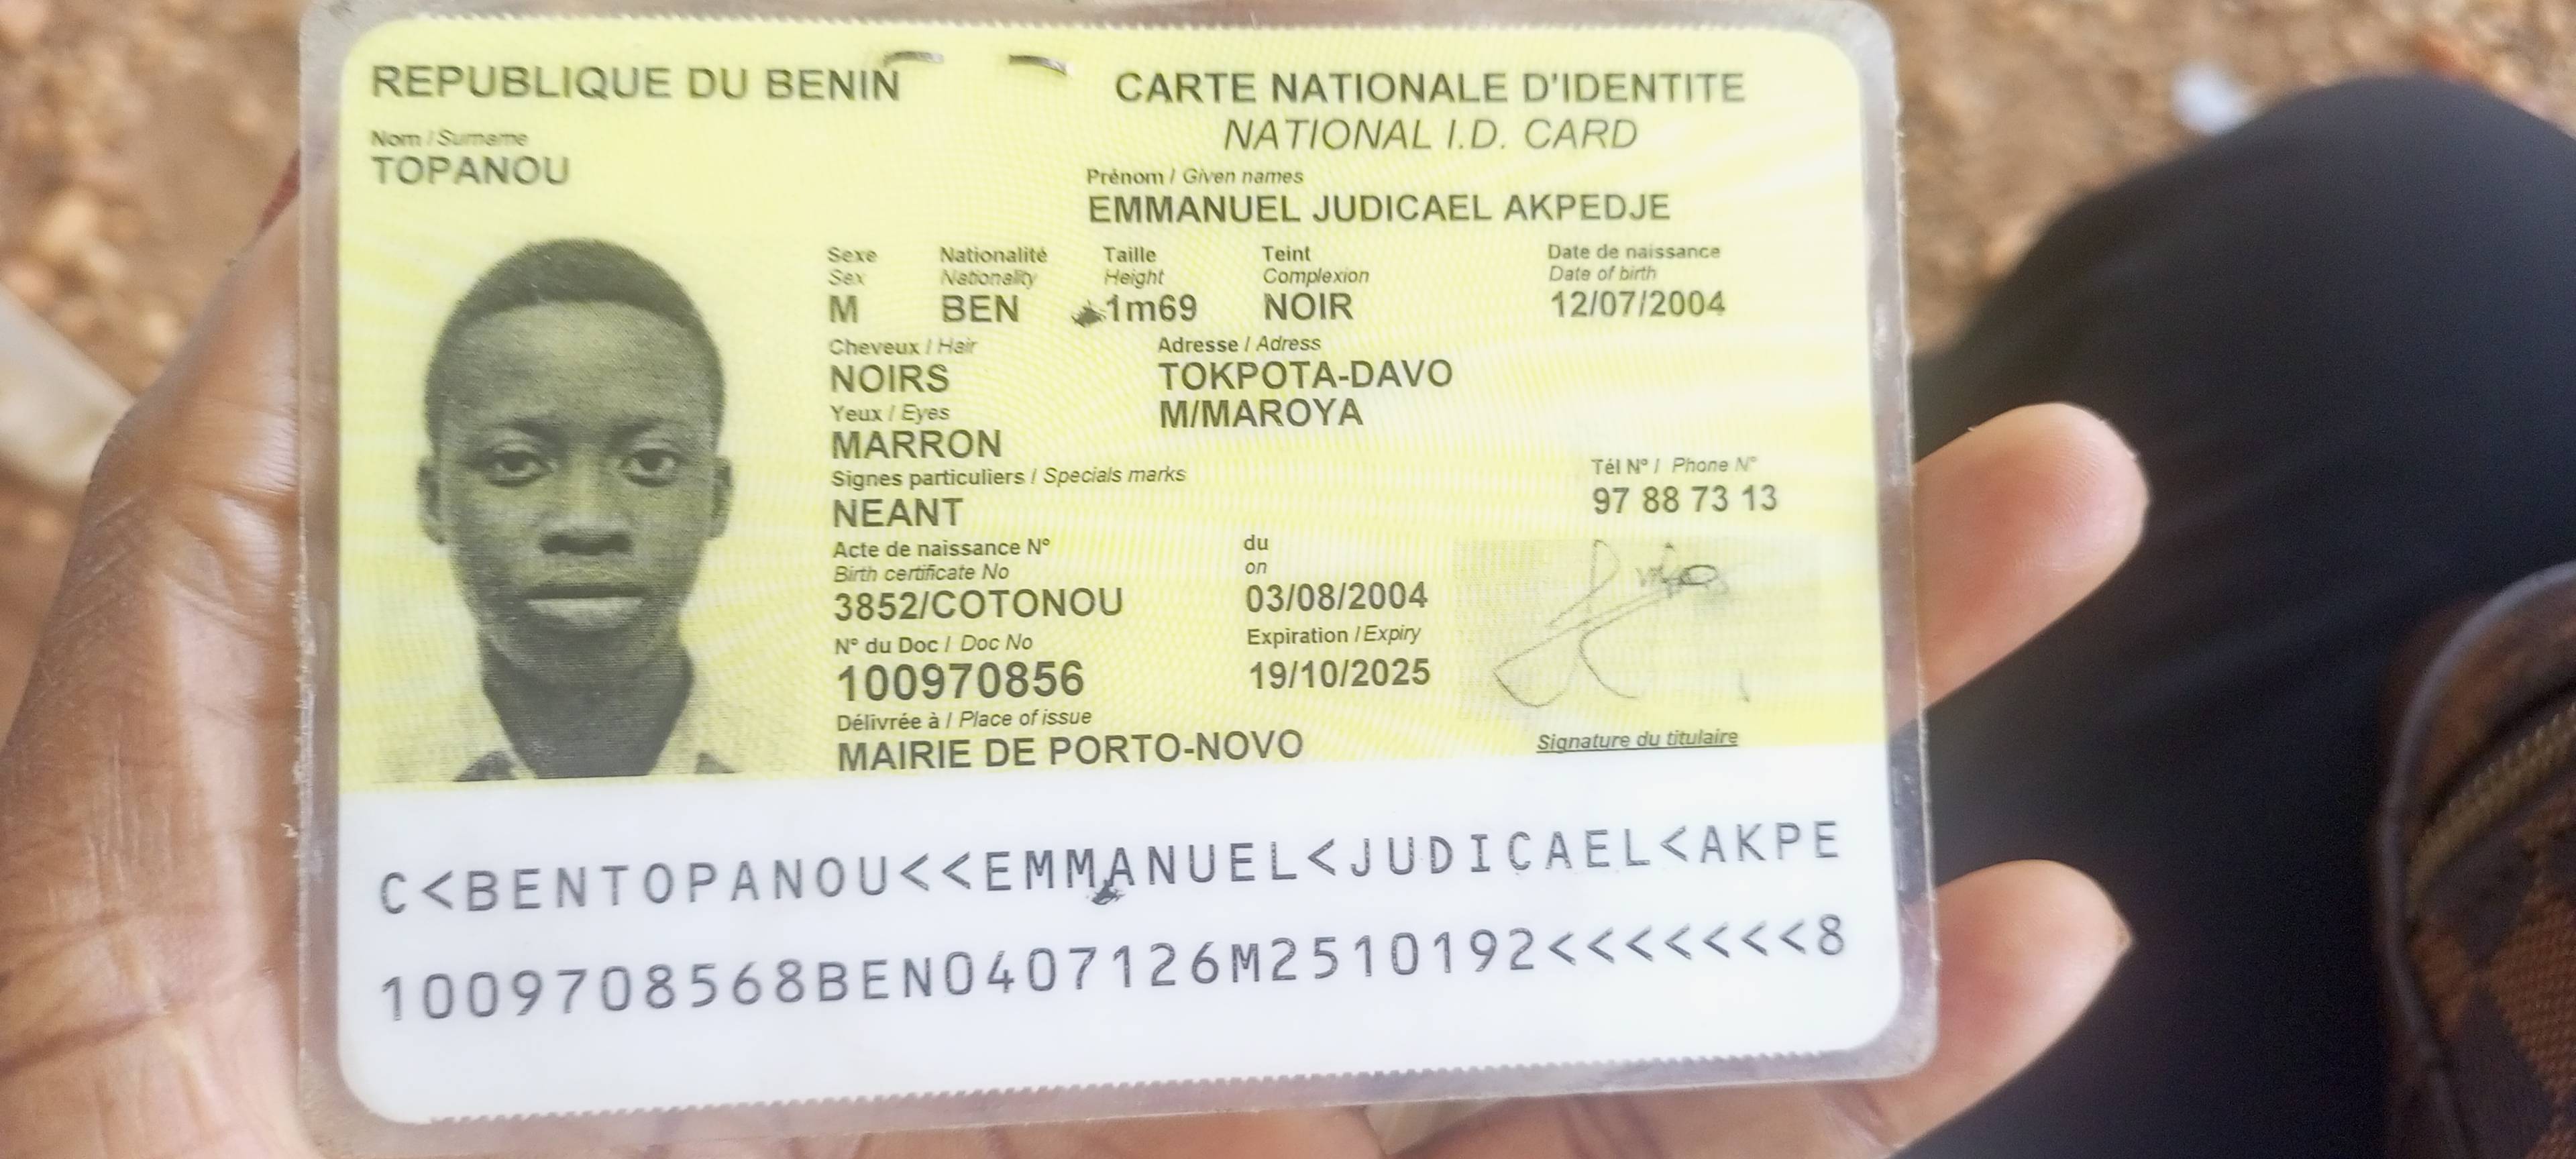 REPUBLIQUE DU BENIN
CARTE NATIONALE D'IDENTITE
NATIONAL I.D. CARD
Nom / Surname
TOPANOU
Prénom / Given names
EMMANUEL JUDICAEL AKPEDJE
Sexe Nationalité Taille Teint Date de naissance
Sex Nationality Height Complexion Date of birth
M BEN 1m69 NOIR 12/07/2004
Cheveux / Hair Adresse / Adress
NOIRS TOKPOTA-DAVO
Yeux / Eyes M/MAROYA
MARRON
Signes particuliers / Specials marks Tél N° / Phone N°
NEANT 97 88 73 13
Acte de naissance N° du
Birth certificate No on
3852/COTONOU 03/08/2004
N° du Doc / Doc No Expiration / Expiry
100970856 19/10/2025
Délivrée à / Place of issue
MAIRIE DE PORTO-NOVO Signature du titulaire
C<BENTOPANOU<<EMMANUEL<JUDICAEL<AKPE
1009708568BEN0407126M2510192<<<<<<<8